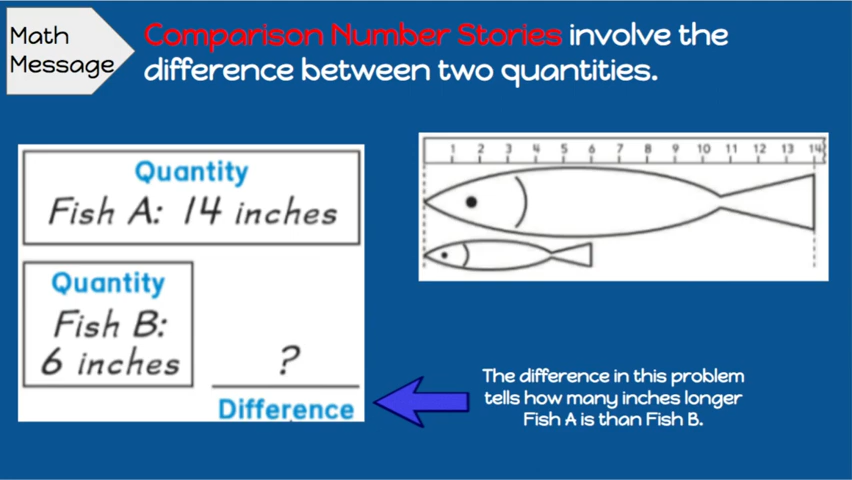 Math
Message
Comparison Number Stories involve the
difference between two quantities.
Quantity
Fish A: 14 inches
Quantity
Fish B:
6 inches
?
Difference
1 2 3 4 5 6 7 8 9 10 11 12 13 14
The difference in this problem
tells how many inches longer
Fish A is than Fish B.